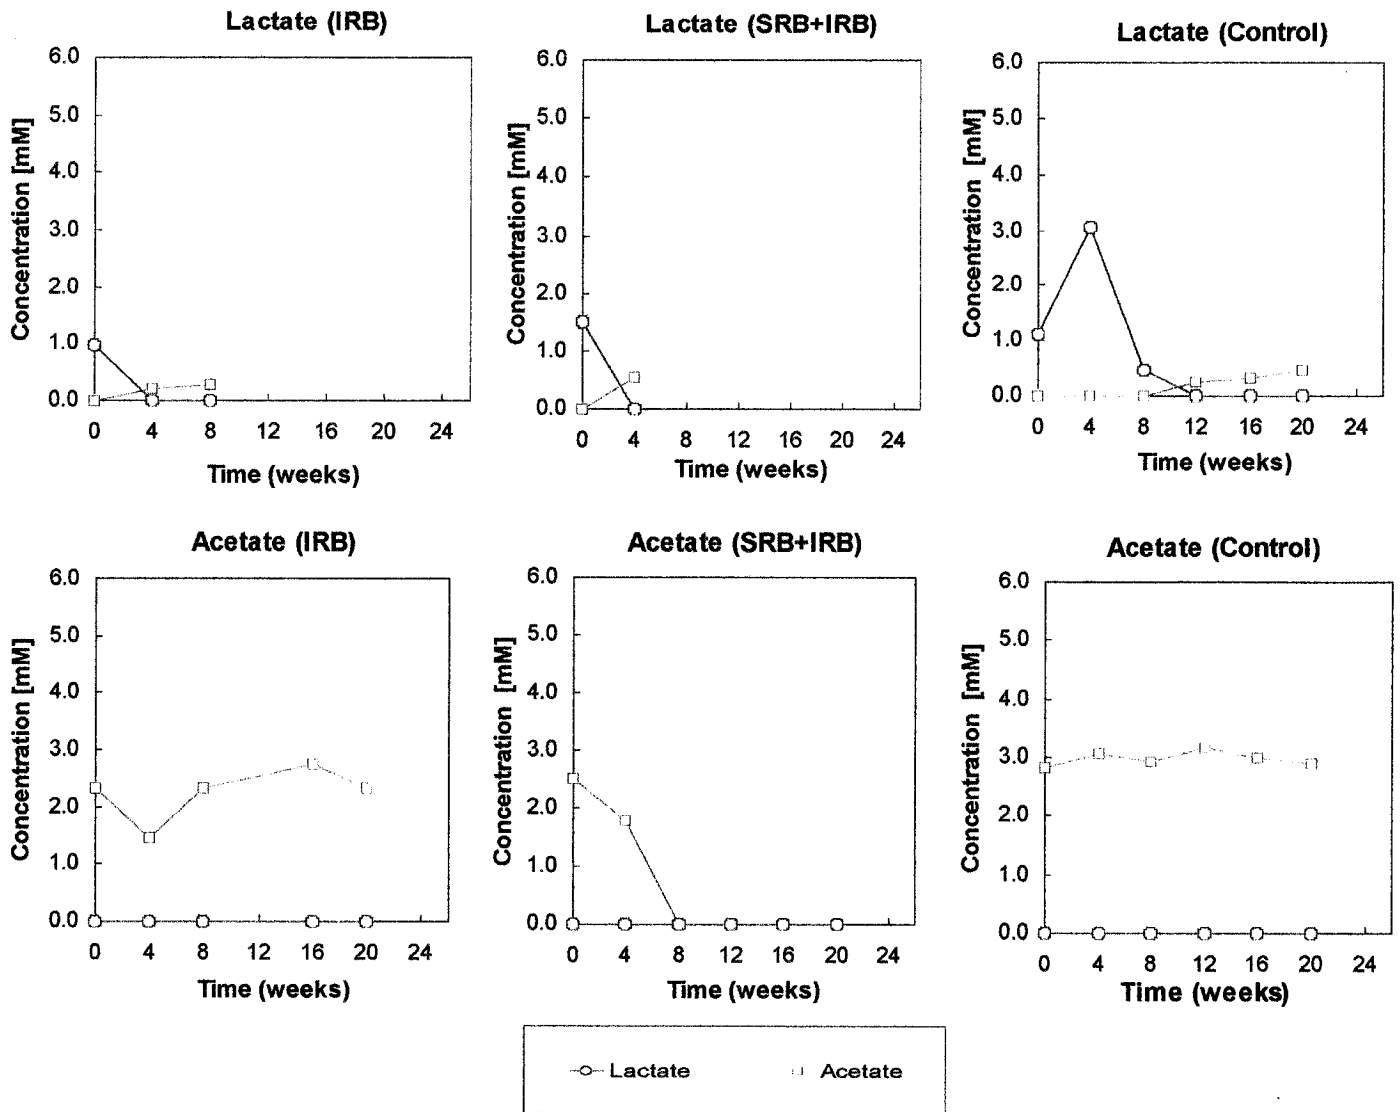 Lactate (IRB)
Concentration [mM]
6.0
5.0
4.0
3.0
2.0
1.0
0.0
0 4 8 12 16 20 24
Time (weeks)
Lactate (SRB+IRB)
Concentration [mM]
6.0
5.0
4.0
3.0
2.0
1.0
0.0
0 4 8 12 16 20 24
Time (weeks)
Lactate (Control)
Concentration [mM]
6.0
5.0
4.0
3.0
2.0
1.0
0.0
0 4 8 12 16 20 24
Time (weeks)
Acetate (IRB)
Concentration [mM]
6.0
5.0
4.0
3.0
2.0
1.0
0.0
0 4 8 12 16 20 24
Time (weeks)
Acetate (SRB+IRB)
Concentration [mM]
6.0
5.0
4.0
3.0
2.0
1.0
0.0
0 4 8 12 16 20 24
Time (weeks)
Acetate (Control)
Concentration [mM]
6.0
5.0
4.0
3.0
2.0
1.0
0.0
0 4 8 12 16 20 24
Time (weeks)
Lactate Acetate